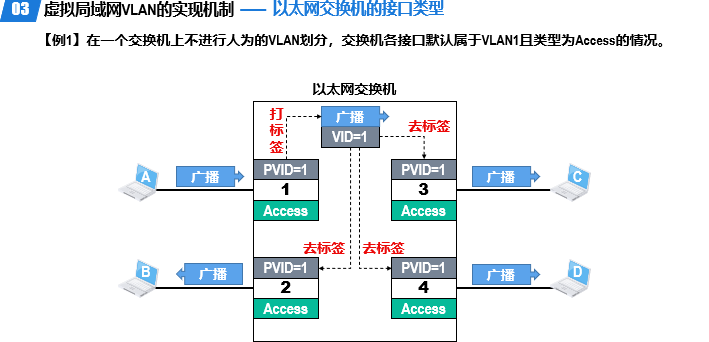 03 虚拟局域网VLAN的实现机制 —— 以太网交换机的接口类型
【例1】在一个交换机上不进行人为的VLAN划分，交换机各接口默认属于VLAN1且类型为Access的情况。
以太网交换机
打标签
广播
VID=1
去标签
A
广播
PVID=1
1
Access
PVID=1
3
Access
广播
C
去标签
去标签
B
广播
PVID=1
2
Access
PVID=1
4
Access
广播
D